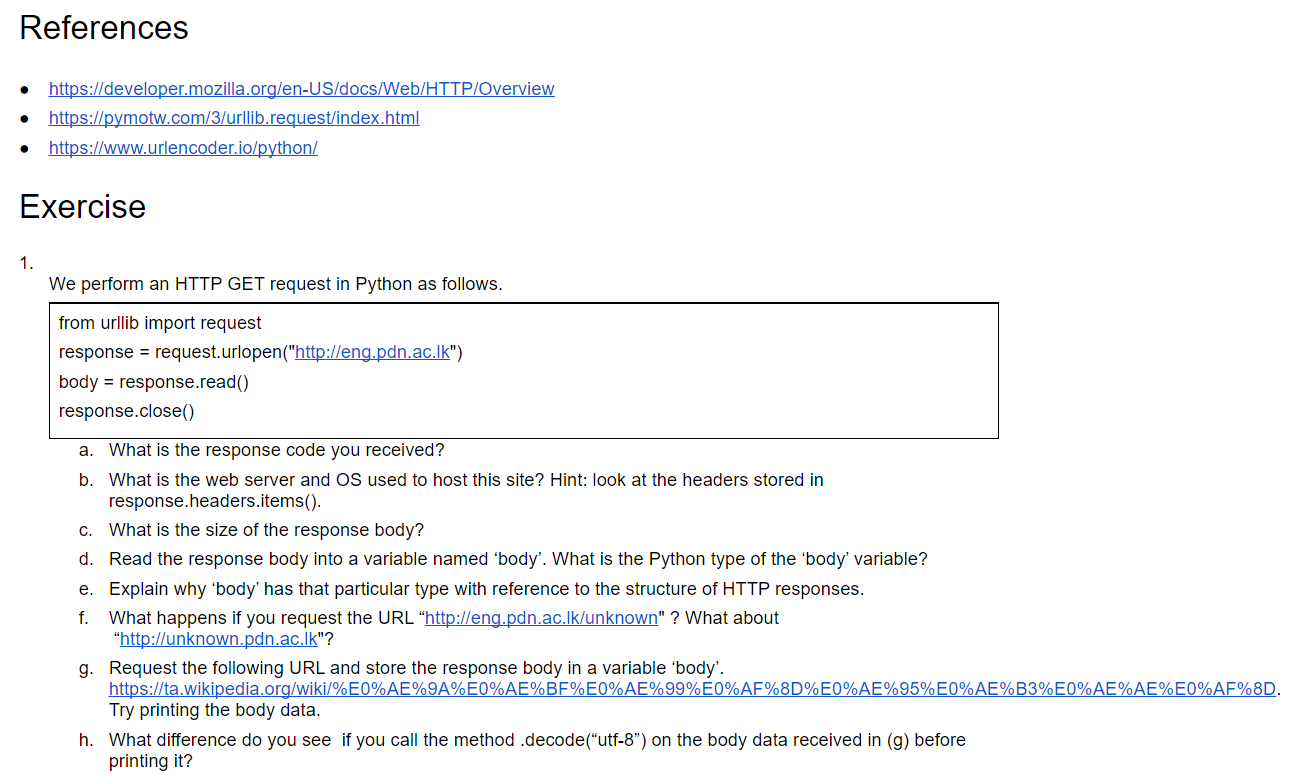 References
● https://developer.mozilla.org/en-US/docs/Web/HTTP/Overview
● https://pymotw.com/3/urllib.request/index.html
● https://www.urlencoder.io/python/
Exercise
1.
We perform an HTTP GET request in Python as follows.
from urllib import request
response = request.urlopen("http://eng.pdn.ac.lk")
body = response.read()
response.close()
a. What is the response code you received?
b. What is the web server and OS used to host this site? Hint: look at the headers stored in
response.headers.items().
c. What is the size of the response body?
d. Read the response body into a variable named ‘body’. What is the Python type of the ‘body’ variable?
e. Explain why ‘body’ has that particular type with reference to the structure of HTTP responses.
f. What happens if you request the URL “http://eng.pdn.ac.lk/unknown" ? What about
“http://unknown.pdn.ac.lk"?
g. Request the following URL and store the response body in a variable ‘body’.
https://ta.wikipedia.org/wiki/%E0%AE%9A%E0%AE%BF%E0%AE%99%E0%AF%8D%E0%AE%95%E0%AE%B3%E0%AE%AE%E0%AF%8D.
Try printing the body data.
h. What difference do you see  if you call the method .decode(“utf-8”) on the body data received in (g) before
printing it?